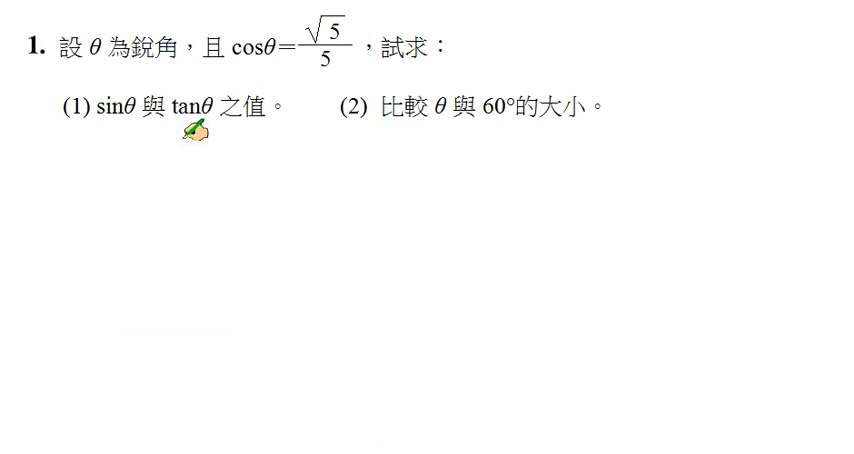 1. 設 θ 為銳角，且 cosθ=√5/5，試求：
(1) sinθ 與 tanθ 之值。 (2) 比較 θ 與 60°的大小。